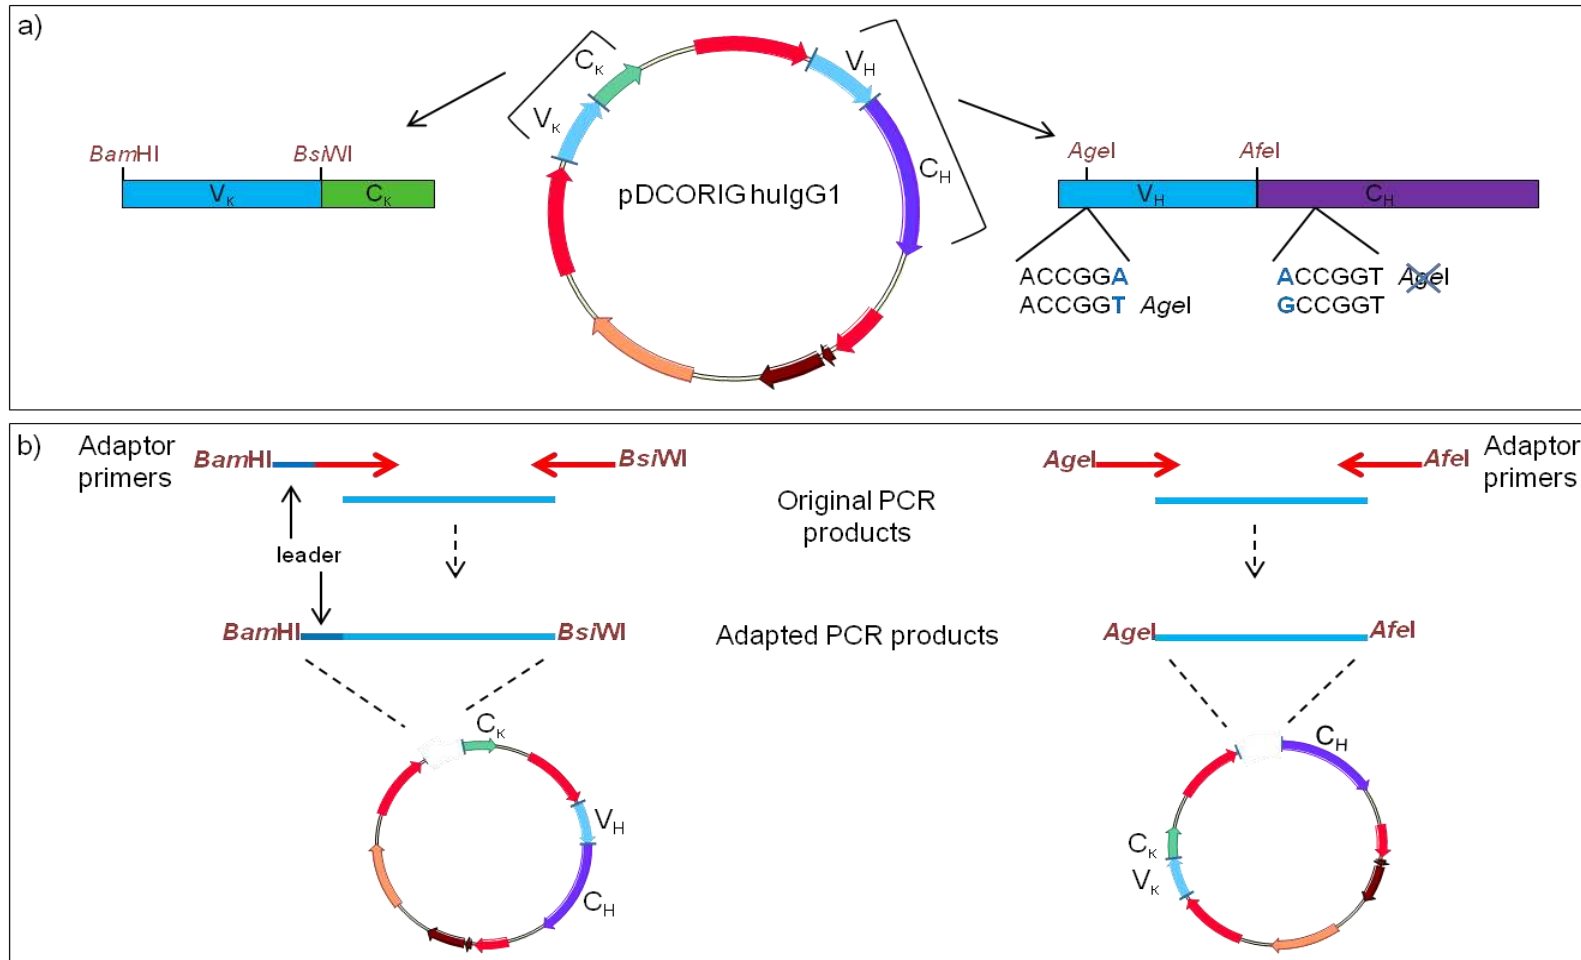 a)
Cκ
Vκ
VH
CH
pDCORIGhuIgG1
BamHI
BsiWI
Vκ
Cκ
AgeI
AfeI
VH
CH
ACCGGA
ACCGGT AgeI
ACCGGT AgeI
GCCGGT
b)
Adaptor
primers
BamHI
BsiWI
AgeI
AfeI
Adaptor
primers
Original PCR
products
leader
BamHI
BsiWI
Adapted PCR products
AgeI
AfeI
Cκ
VH
CH
CH
Cκ
Vκ